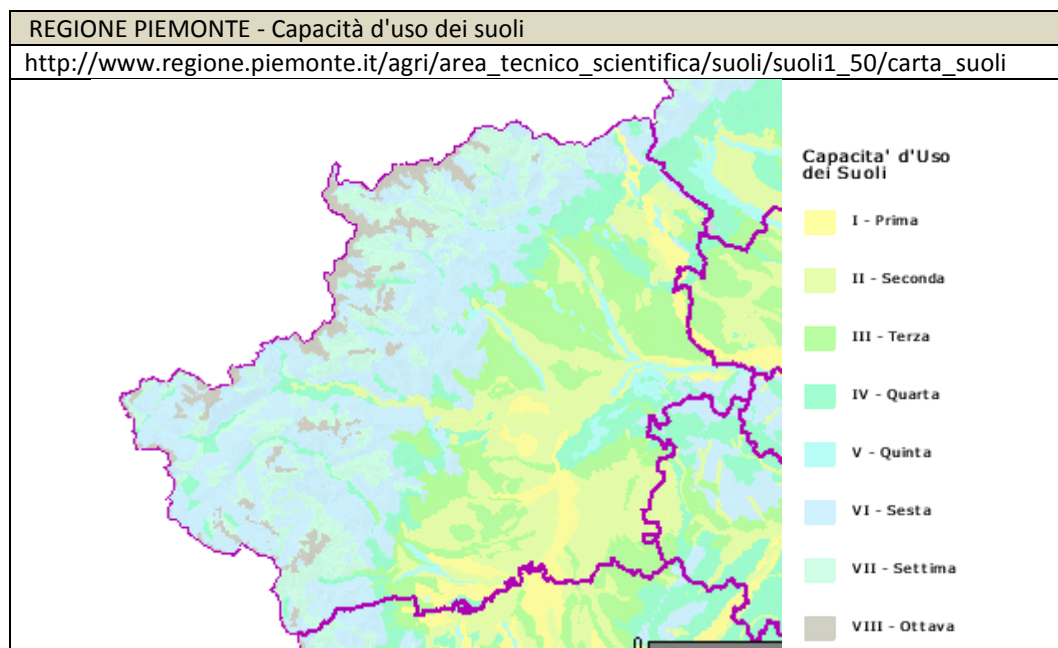 REGIONE PIEMONTE - Capacità d'uso dei suoli
http://www.regione.piemonte.it/agri/area_tecnico_scientifica/suoli/suoli1_50/carta_suoli
Capacita' d'Uso
dei Suoli
I - Prima
II - Seconda
III - Terza
IV - Quarta
V - Quinta
VI - Sesta
VII - Settima
VIII - Ottava
0